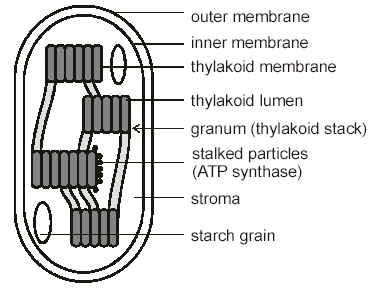 outer membrane
inner membrane
thylakoid membrane
thylakoid lumen
granum (thylakoid stack)
stalked particles
(ATP synthase)
stroma
starch grain